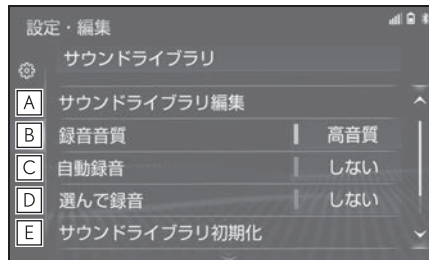 設定・編集
サウンドライブラリ
A サウンドライブラリ編集
B 録音音質 高音質
C 自動録音 しない
D 選んで録音 しない
E サウンドライブラリ初期化